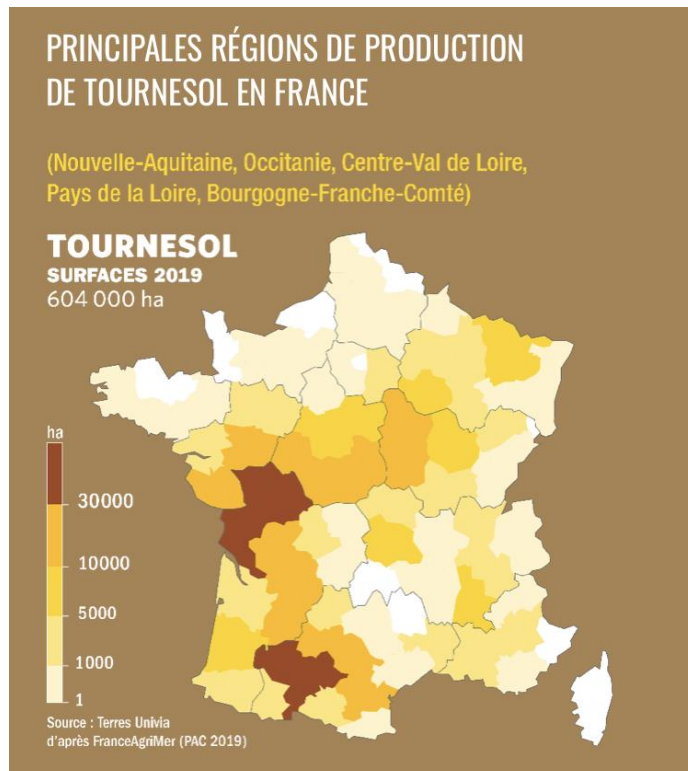 PRINCIPALES RÉGIONS DE PRODUCTION
DE TOURNESOL EN FRANCE
(Nouvelle-Aquitaine, Occitanie, Centre-Val de Loire,
Pays de la Loire, Bourgogne-Franche-Comté)
TOURNESOL
SURFACES 2019
604 000 ha
ha
30000
10000
5000
1000
1
Source : Terres Univia
d'après FranceAgriMer (PAC 2019)